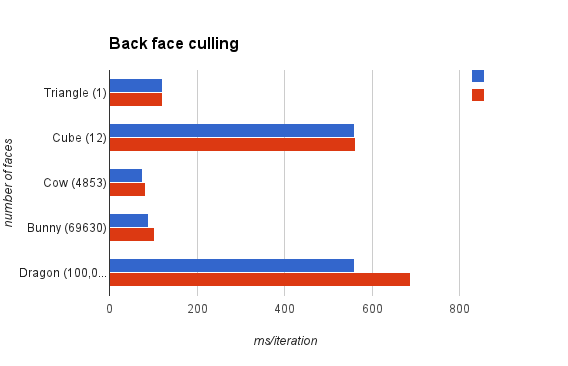 Back face culling
number of faces
Triangle (1)
Cube (12)
Cow (4853)
Bunny (69630)
Dragon (100,0...
0 200 400 600 800
ms/iteration